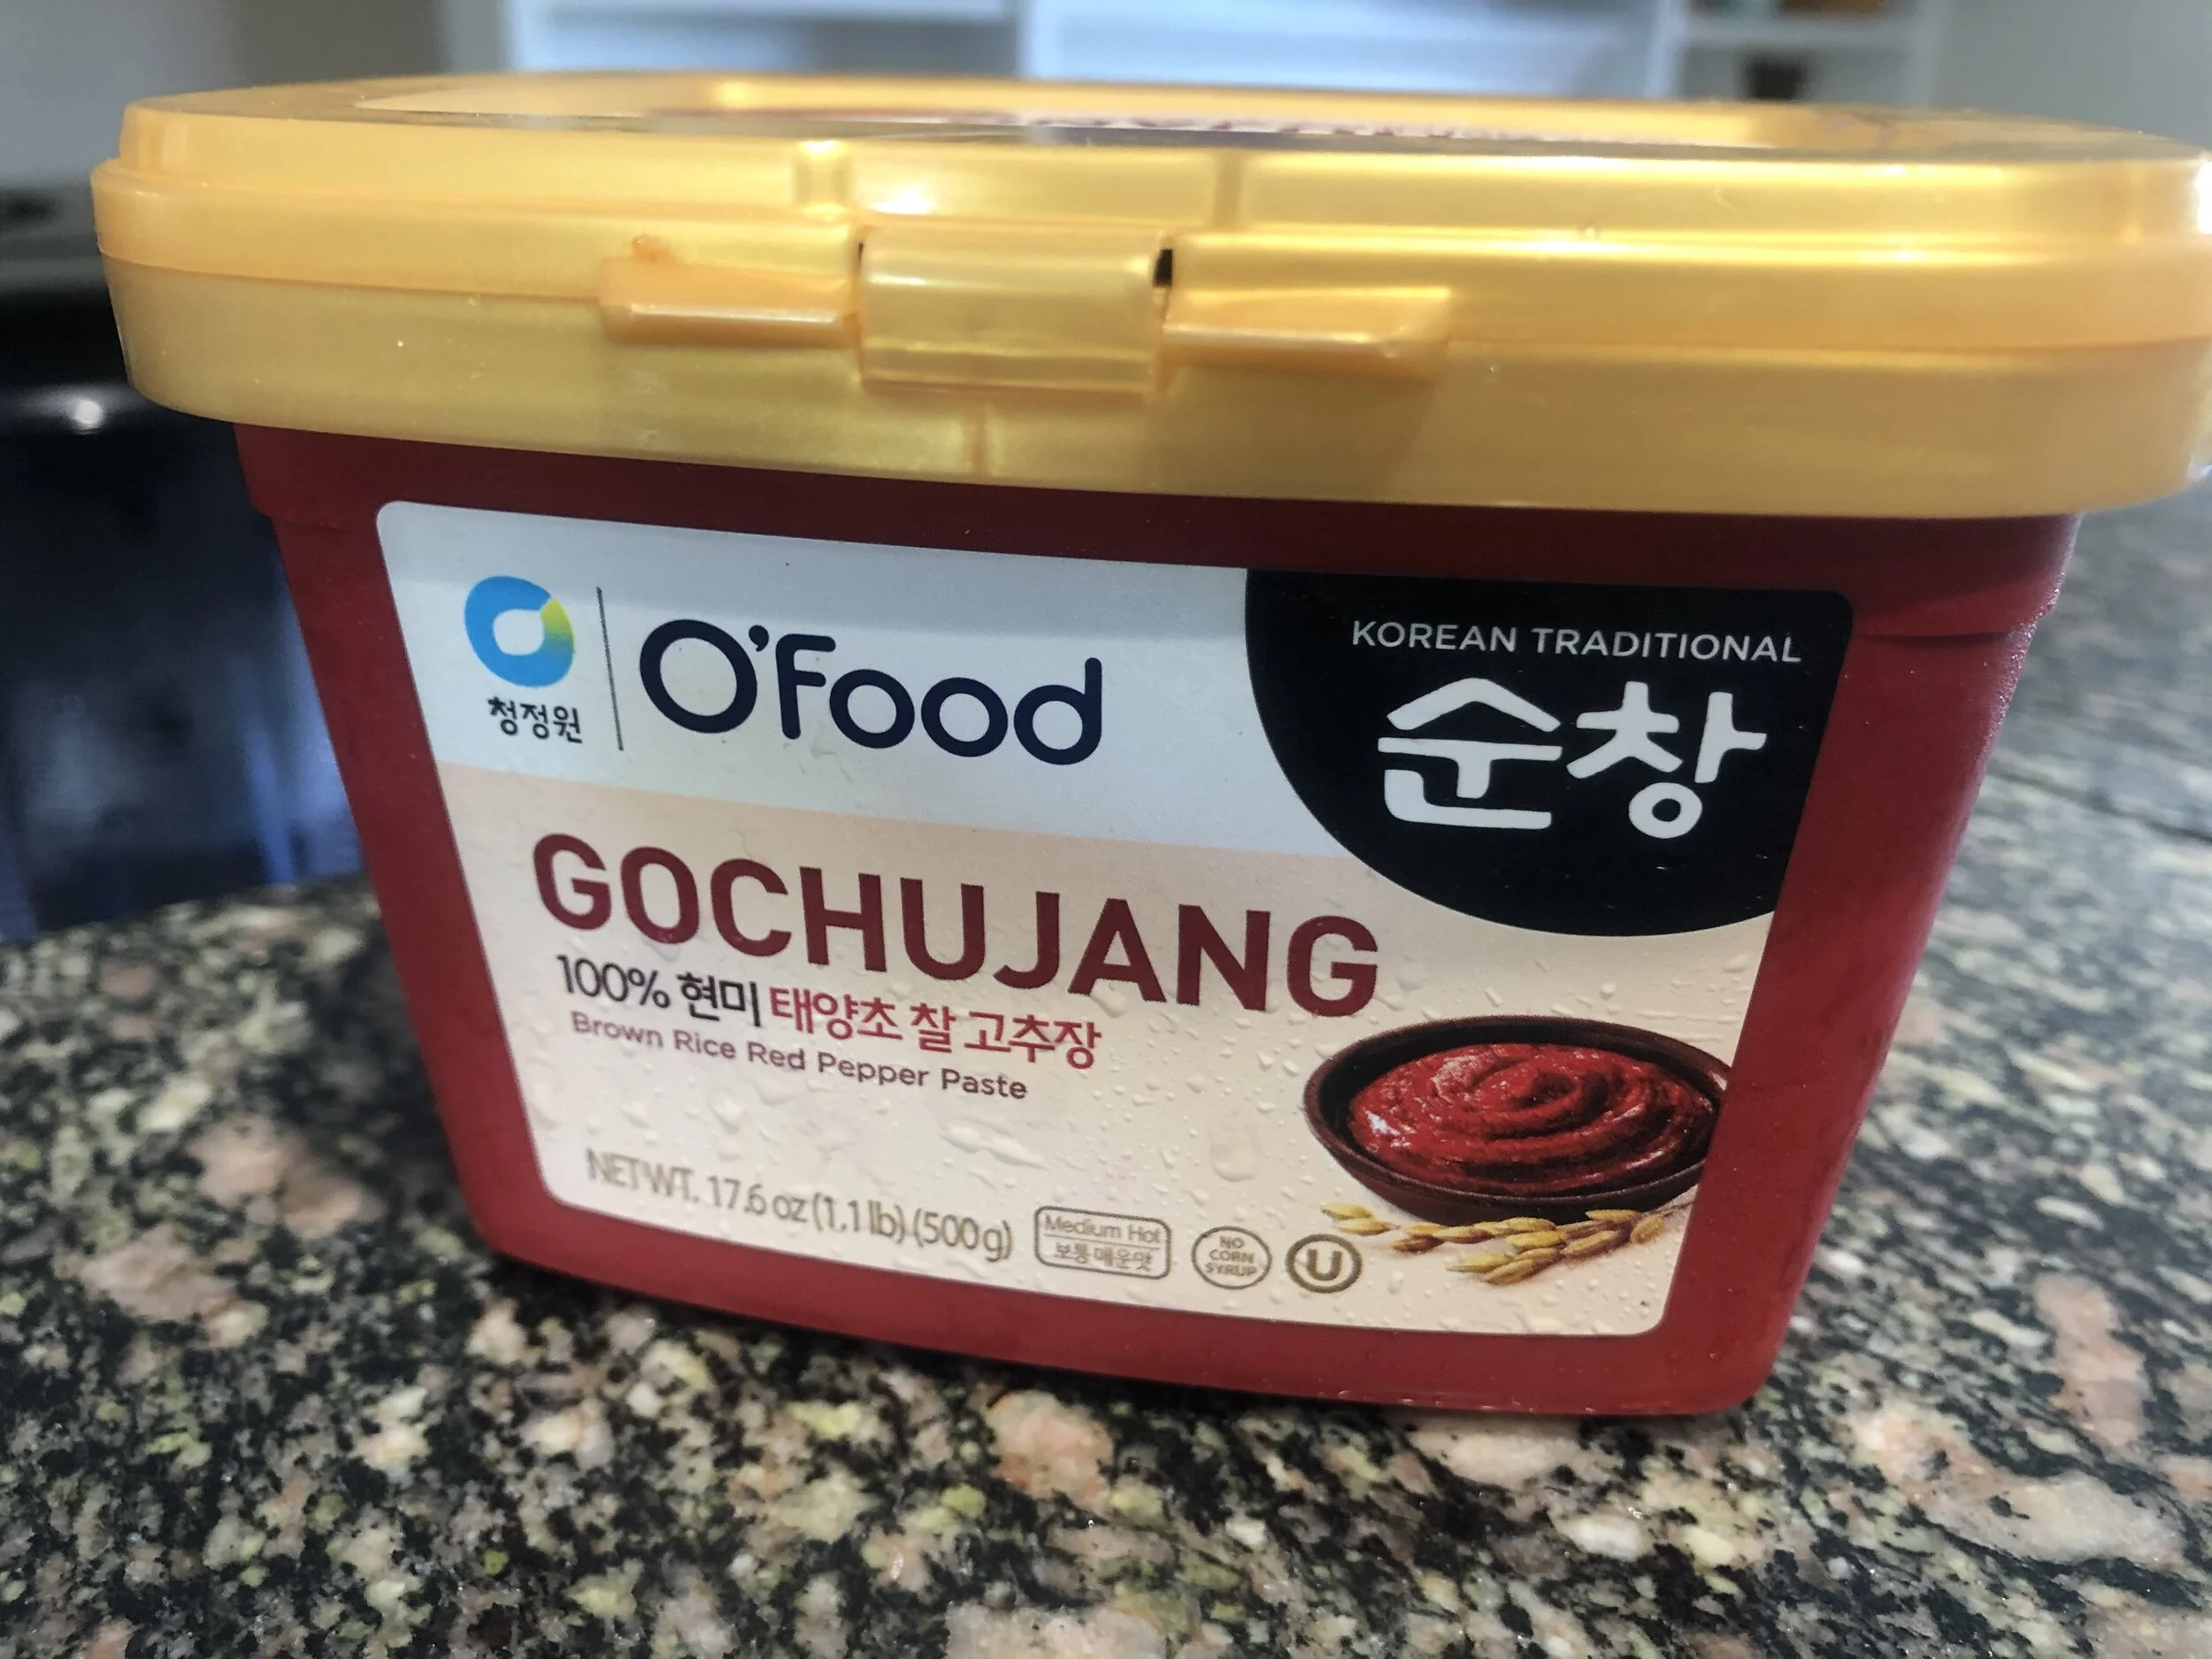 청정원
O'Food
KOREAN TRADITIONAL
순창
GOCHUJANG
100% 현미 태양초 찰고추장
Brown Rice Red Pepper Paste
NET WT. 17.6 oz (1.1 lb) (500g)
Medium Hot
보통 매운맛
NO
CORN
SYRUP
U